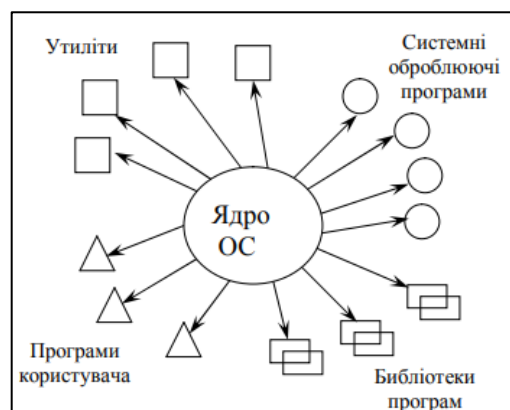 Утиліти
Системні
оброблюючі
програми
Ядро
ОС
Програми
користувача
Библіотеки
програм